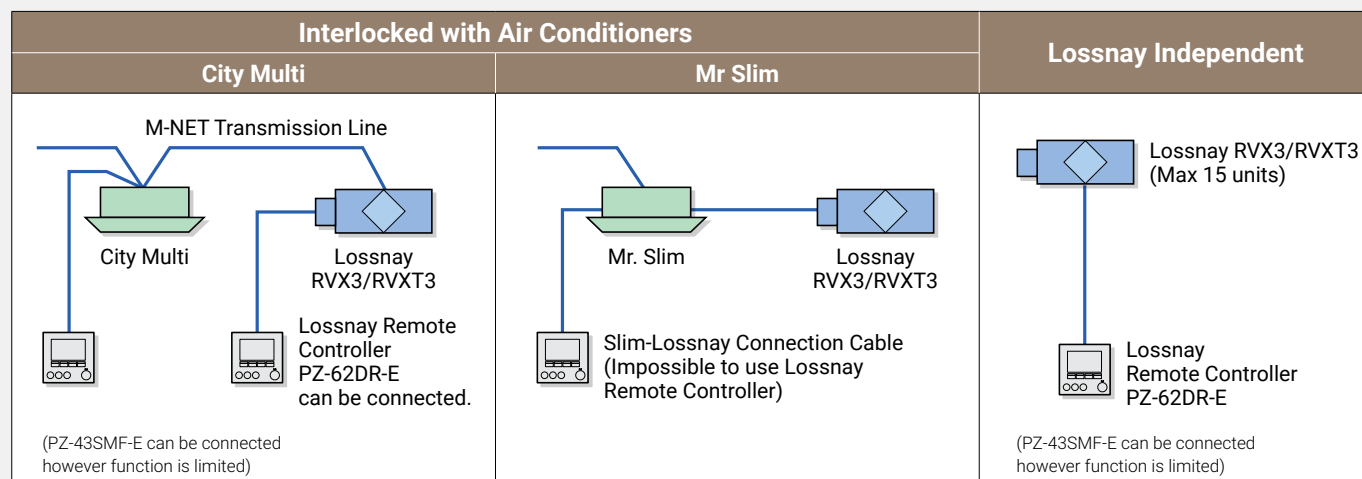 Interlocked with Air Conditioners
Lossnay Independent
City Multi
Mr Slim
M-NET Transmission Line
City Multi
Lossnay
RVX3/RVXT3
Lossnay Remote
Controller
PZ-62DR-E
can be connected.
(PZ-43SMF-E can be connected
however function is limited)
Mr. Slim
Lossnay
RVX3/RVXT3
Slim-Lossnay Connection Cable
(Impossible to use Lossnay
Remote Controller)
Lossnay RVX3/RVXT3
(Max 15 units)
Lossnay
Remote Controller
PZ-62DR-E
(PZ-43SMF-E can be connected
however function is limited)